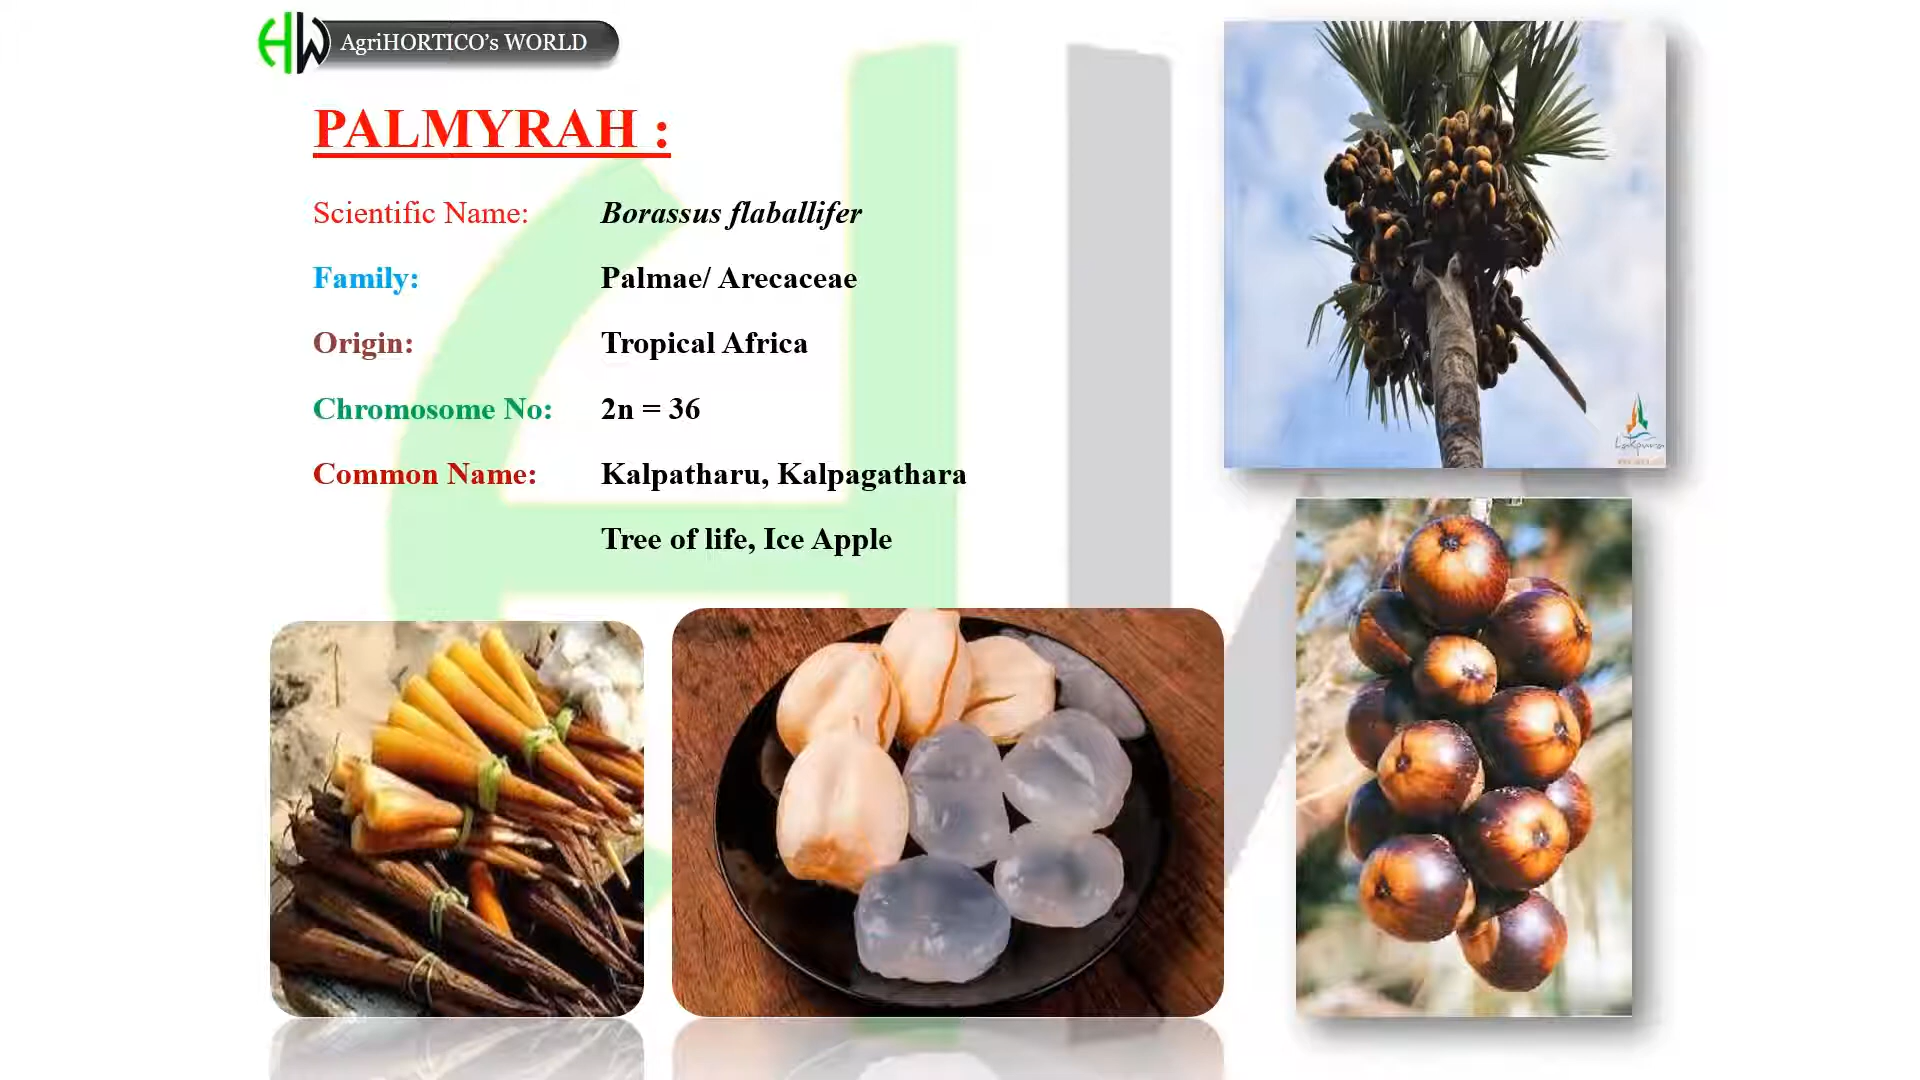 AgriHORTICO's WORLD
PALMYRAH :
Scientific Name: Borassus flaballifer
Family: Palmae/ Arecaceae
Origin: Tropical Africa
Chromosome No: 2n = 36
Common Name: Kalpatharu, Kalpagathara
Tree of life, Ice Apple
Lakpura